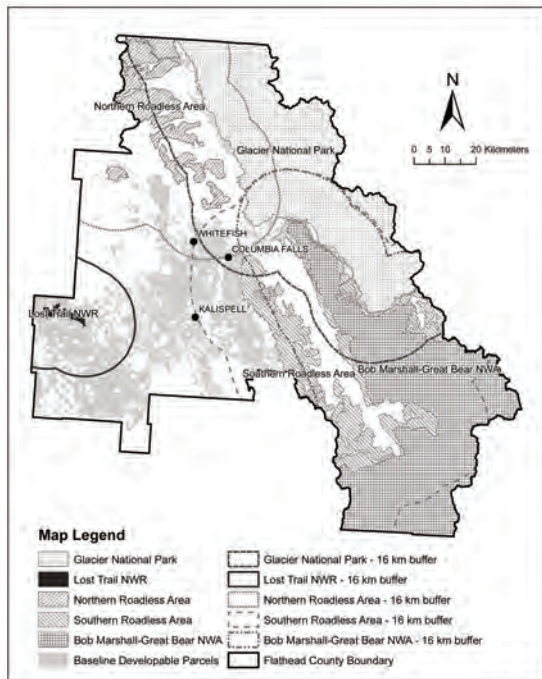 Northern Roadless Area
N
0 5 10 20 Kilometers
Glacier National Park
WHITEFISH
COLUMBIA FALLS
Lost Trail NWR
KALISPELL
Southern Roadless Area
Bob Marshall-Great Bear NWA
Map Legend
Glacier National Park
Lost Trail NWR
Northern Roadless Area
Southern Roadless Area
Bob Marshall-Great Bear NWA
Baseline Developable Parcels
Glacier National Park - 16 km buffer
Lost Trail NWR - 16 km buffer
Northern Roadless Area - 16 km buffer
Southern Roadless Area - 16 km buffer
Bob Marshall-Great Bear NWA - 16 km buffer
Flathead County Boundary